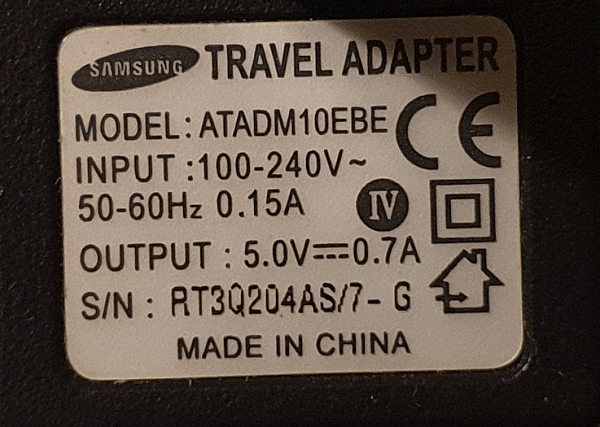 SAMSUNG TRAVEL ADAPTER
MODEL: ATADM10EBE CE
INPUT :100-240V~
50-60Hz 0.15A IV
OUTPUT : 5.0V⎓0.7A
S/N : RT3Q204AS/7- G
MADE IN CHINA